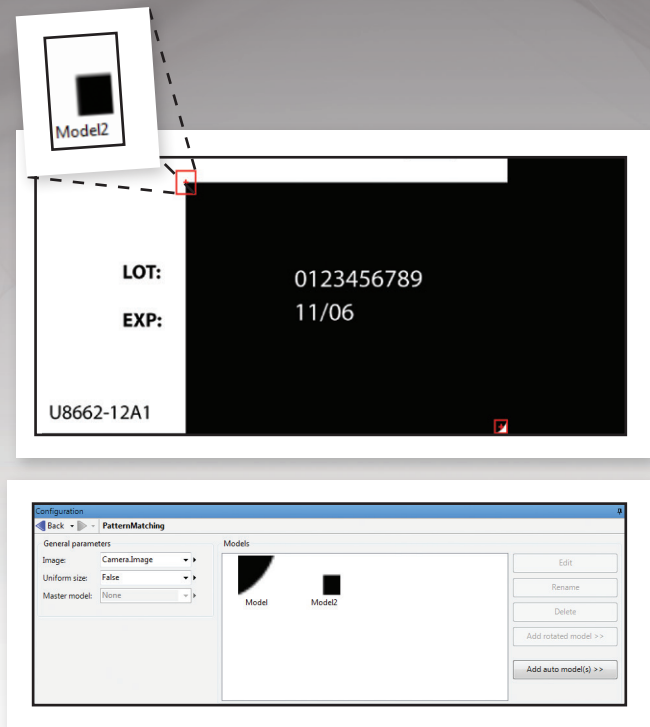 Model2
LOT: 0123456789
EXP: 11/06
U8662-12A1
Configuration
Back PatternMatching
General parameters
Models
Image: Camera.Image
Uniform size: False
Master model: None
Model Model2
Edit
Rename
Delete
Add rotated model >>
Add auto model(s) >>